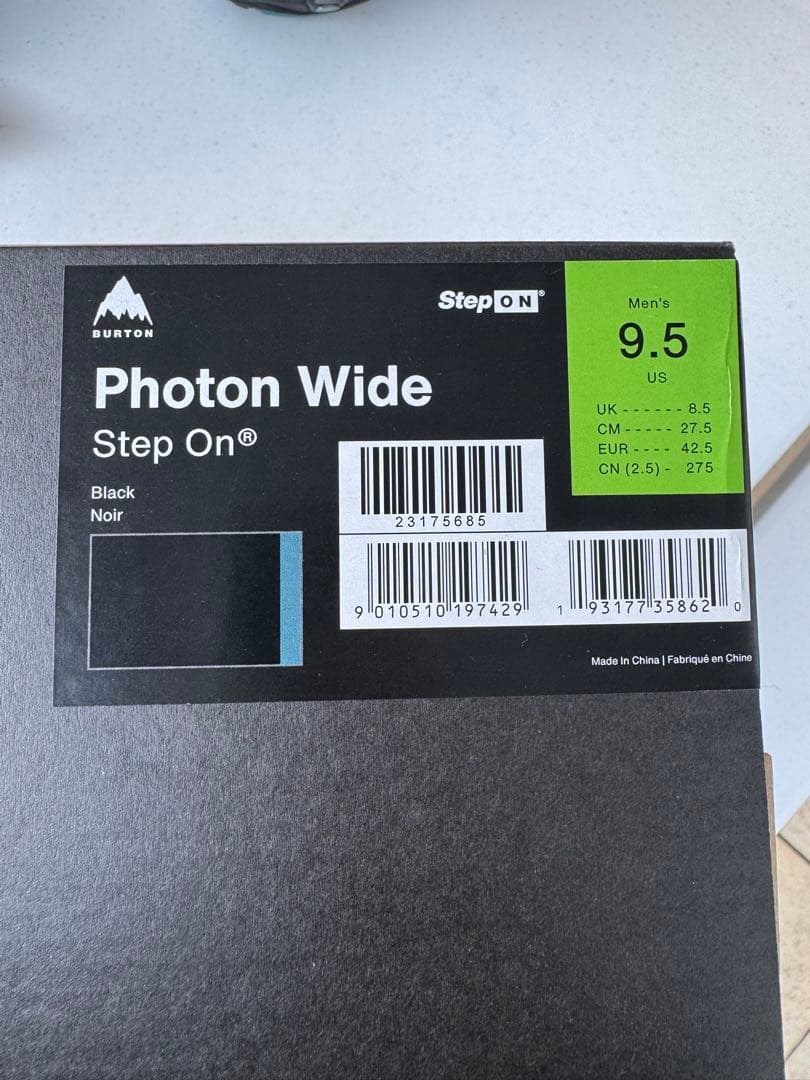 BURTON
Photon Wide
Step On®
Black
Noir
StepON®
Men's
9.5
US
UK ------ 8.5
CM ----- 27.5
EUR ---- 42.5
CN (2.5) - 275
23175685
9 010510 197429
1 93177 35862 0
Made In China | Fabriqué en Chine